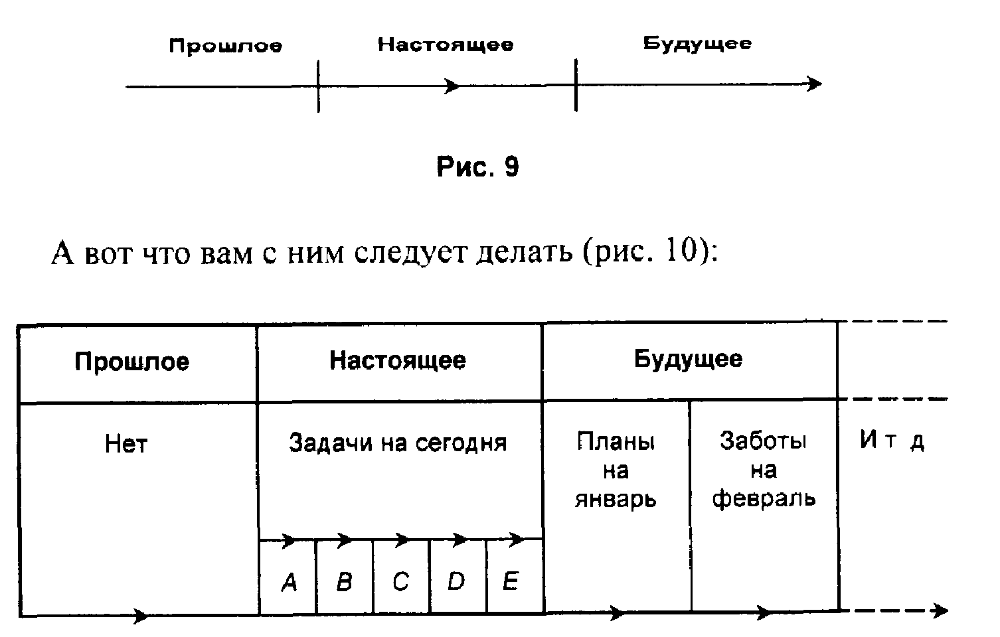 Прошлое Настоящее Будущее
Рис. 9
А вот что вам с ним следует делать (рис. 10):
Прошлое Настоящее Будущее
Нет Задачи на сегодня Планы на январь Заботы на февраль И т д
A B C D E